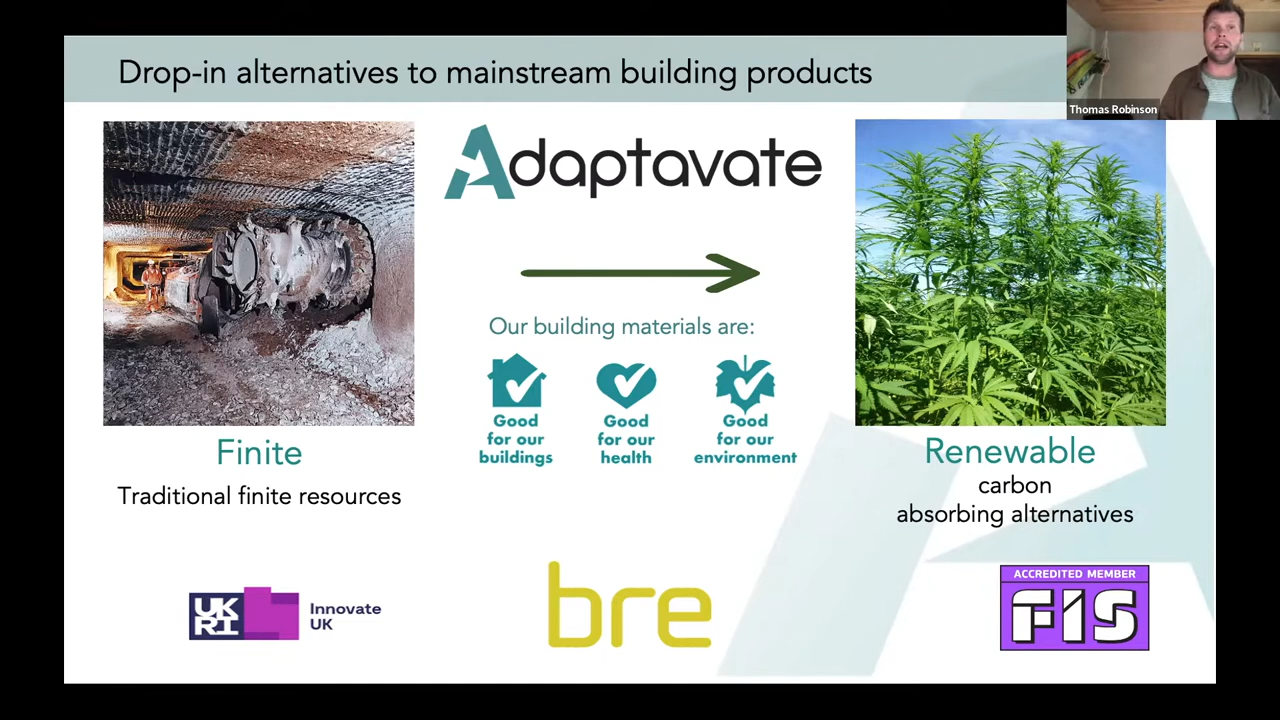 Drop-in alternatives to mainstream building products
Thomas Robinson
Adaptavate
Our building materials are:
Good
for our
buildings
Good
for our
health
Good
for our
environment
Finite
Traditional finite resources
Renewable
carbon
absorbing alternatives
UK
RI
Innovate
UK
bre
ACCREDITED MEMBER
FIS